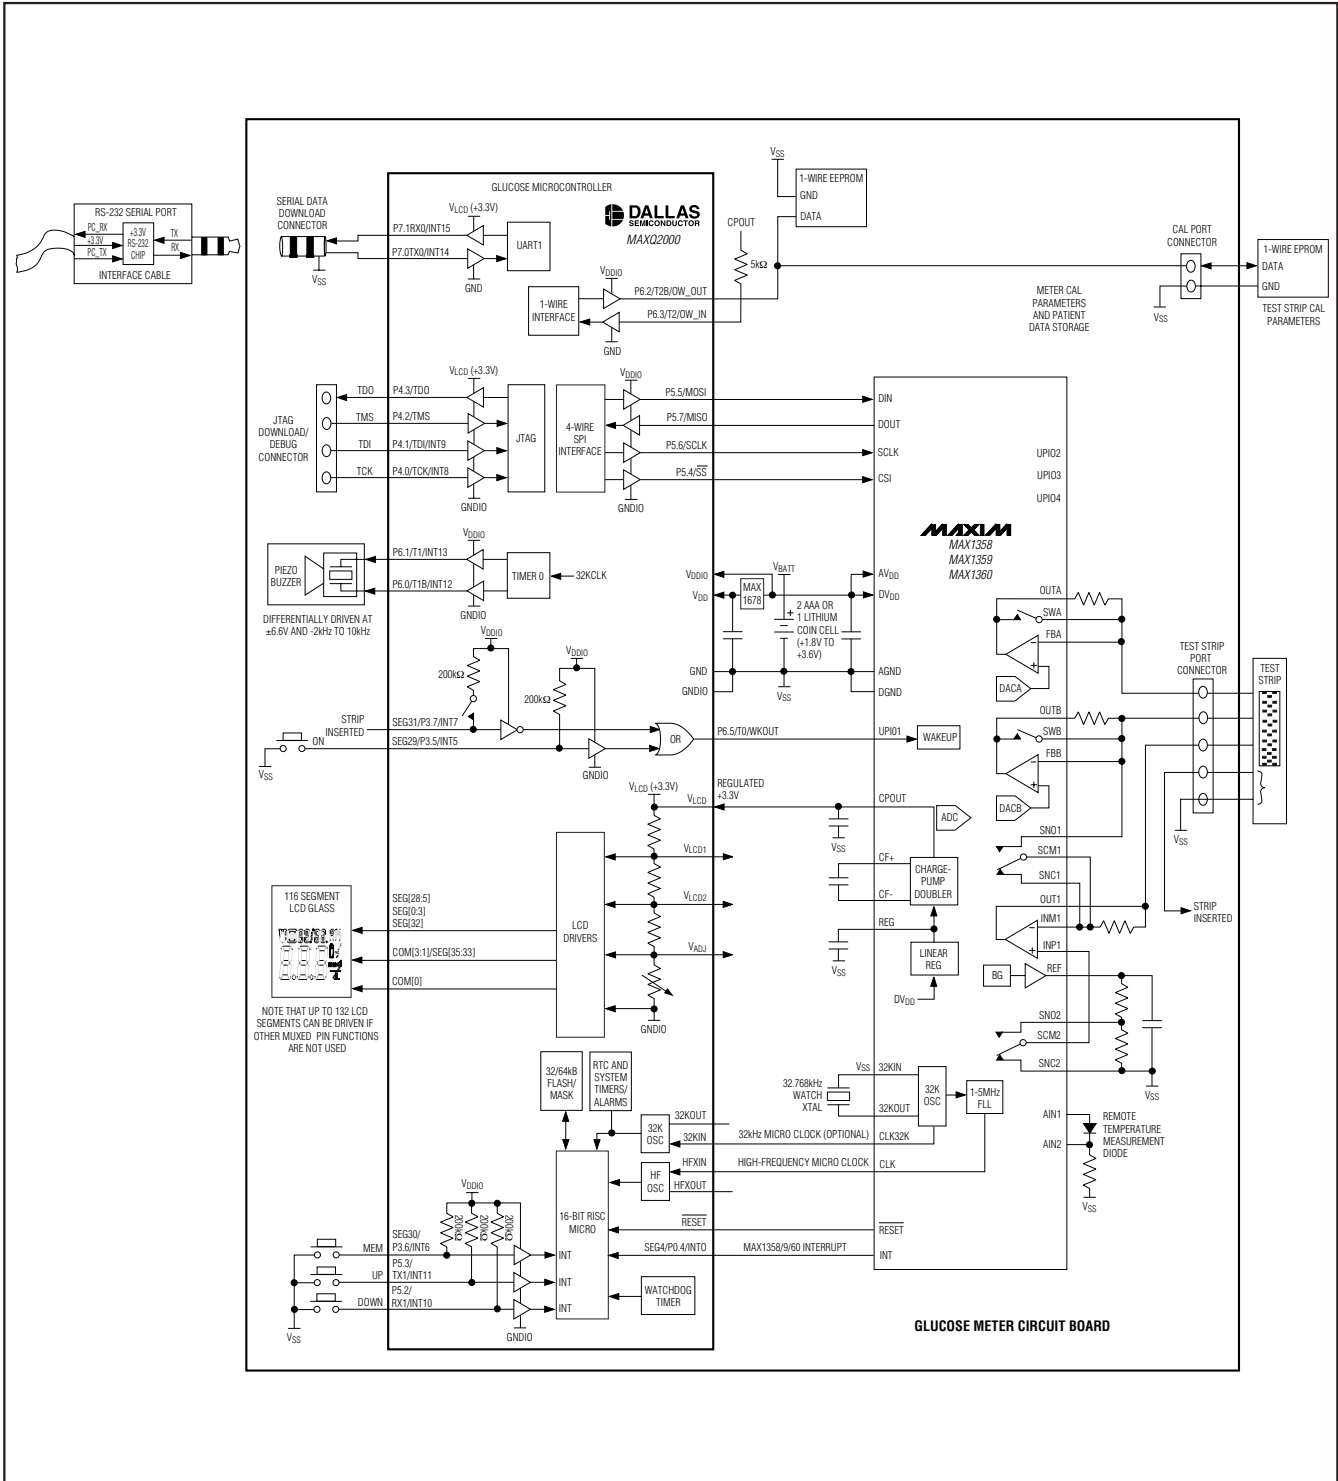 GLUCOSE MICROCONTROLLER
DALLAS
SEMICONDUCTOR
MAXQ2000
RS-232 SERIAL PORT
PC_RX
+3.3V
PC_TX
+3.3V
RS-232
CHIP
TX
RX
INTERFACE CABLE
SERIAL DATA
DOWNLOAD
CONNECTOR
VSS
P7.1RX0/INT15
P7.0TX0/INT14
VLCD (+3.3V)
UART1
GND
1-WIRE
INTERFACE
VDDIO
GND
P6.2/T2B/OW_OUT
P6.3/T2/OW_IN
CPOUT
5kΩ
VSS
1-WIRE EEPROM
GND
DATA
METER CAL
PARAMETERS
AND PATIENT
DATA STORAGE
CAL PORT
CONNECTOR
VSS
1-WIRE EPROM
DATA
GND
TEST STRIP CAL
PARAMETERS
JTAG
DOWNLOAD/
DEBUG
CONNECTOR
TDO
TMS
TDI
TCK
P4.3/TDO
P4.2/TMS
P4.1/TDI/INT9
P4.0/TCK/INT8
VLCD (+3.3V)
JTAG
GNDIO
4-WIRE
SPI
INTERFACE
VDDIO
GNDIO
P5.5/MOSI
P5.7/MISO
P5.6/SCLK
P5.4/S̅S̅
DIN
DOUT
SCLK
CSI
UPIO2
UPIO3
UPIO4
MAXIM
MAX1358
MAX1359
MAX1360
PIEZO
BUZZER
DIFFERENTIALLY DRIVEN AT
±6.6V AND -2kHz TO 10kHz
P6.1/T1/INT13
P6.0/T1B/INT12
VDDIO
GNDIO
TIMER 0
32KCLK
VDDIO
VDD
MAX
1678
VBATT
+
2 AAA OR
1 LITHIUM
COIN CELL
(+1.8V TO
+3.6V)
GND
GNDIO
VSS
AVDD
DVDD
AGND
DGND
OUTA
SWA
FBA
DACA
OUTB
SWB
FBB
DACB
TEST STRIP
PORT
CONNECTOR
TEST
STRIP
VSS
STRIP
INSERTED
VDDIO
200kΩ
VDDIO
200kΩ
STRIP
INSERTED
ON
VSS
SEG31/P3.7/INT7
SEG29/P3.5/INT5
GNDIO
OR
P6.5/T0/WKOUT
UPIO1
WAKEUP
VLCD (+3.3V)
VLCD
REGULATED
+3.3V
VLCD1
VLCD2
VADJ
GNDIO
LCD
DRIVERS
CPOUT
VSS
CF+
CF-
REG
VSS
ADC
CHARGE-
PUMP
DOUBLER
LINEAR
REG
DVDD
SNO1
SCM1
SNC1
OUT1
INM1
INP1
BG
REF
SNO2
SCM2
SNC2
VSS
116 SEGMENT
LCD GLASS
SEG[28:5]
SEG[0:3]
SEG[32]
COM[3:1]/SEG[35:33]
COM[0]
NOTE THAT UP TO 132 LCD
SEGMENTS CAN BE DRIVEN IF
OTHER MUXED PIN FUNCTIONS
ARE NOT USED
32/64kB
FLASH/
MASK
RTC AND
SYSTEM
TIMERS/
ALARMS
32K
OSC
32KOUT
32KIN
HF
OSC
HFXIN
HFXOUT
32.768kHz
WATCH
XTAL
VSS
32KIN
32KOUT
32K
OSC
1-5MHz
FLL
32kHz MICRO CLOCK (OPTIONAL)
CLK32K
HIGH-FREQUENCY MICRO CLOCK
CLK
AIN1
AIN2
REMOTE
TEMPERATURE
MEASUREMENT
DIODE
VSS
16-BIT RISC
MICRO
INT
INT
INT
R̅E̅S̅E̅T̅
R̅E̅S̅E̅T̅
SEG4/P0.4/INTO
MAX1358/9/60 INTERRUPT
INT
WATCHDOG
TIMER
VDDIO
200kΩ
200kΩ
200kΩ
MEM
UP
DOWN
SEG30/
P3.6/INT6
P5.3/
TX1/INT11
P5.2/
RX1/INT10
VSS
GNDIO
GLUCOSE METER CIRCUIT BOARD